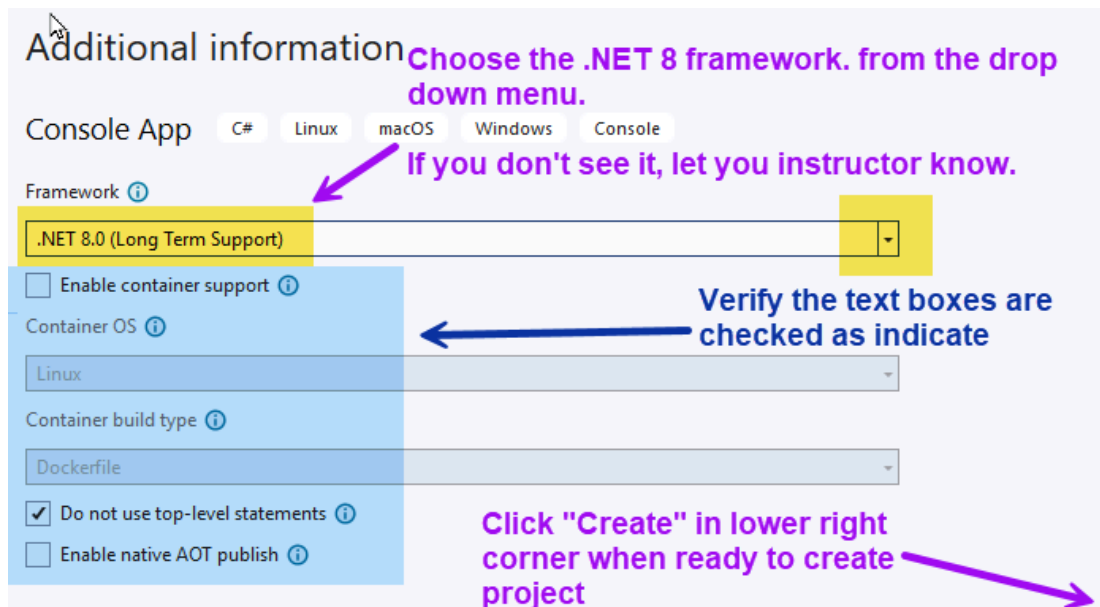 Additional information
Choose the .NET 8 framework. from the drop
down menu.
Console App C# Linux macOS Windows Console
If you don't see it, let you instructor know.
Framework
.NET 8.0 (Long Term Support)
Enable container support
Verify the text boxes are
checked as indicate
Container OS
Linux
Container build type
Dockerfile
Do not use top-level statements
Enable native AOT publish
Click "Create" in lower right
corner when ready to create
project